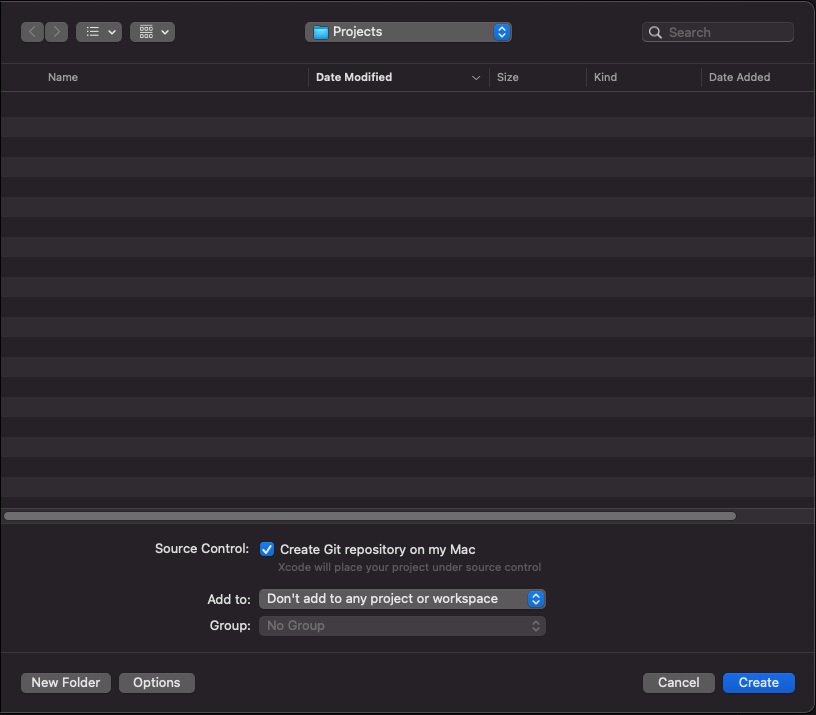 Projects
Search
Name
Date Modified
Size
Kind
Date Added
Source Control:
Create Git repository on my Mac
Xcode will place your project under source control
Add to:
Don't add to any project or workspace
Group:
No Group
New Folder
Options
Cancel
Create